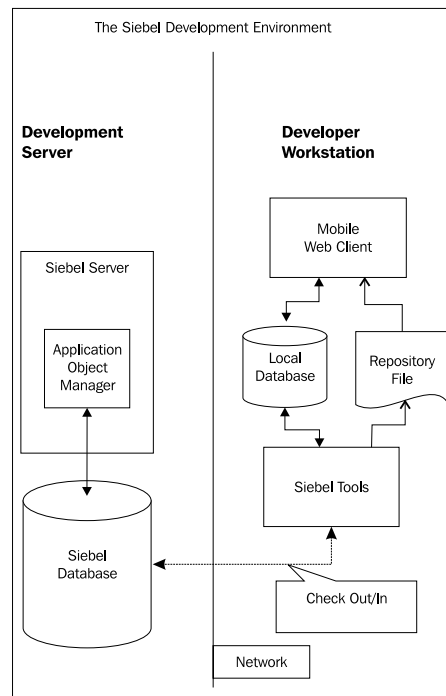 The Siebel Development Environment
Development
Server
Developer
Workstation
Mobile
Web Client
Siebel Server
Application
Object
Manager
Local
Database
Repository
File
Siebel Tools
Siebel
Database
Check Out/In
Network